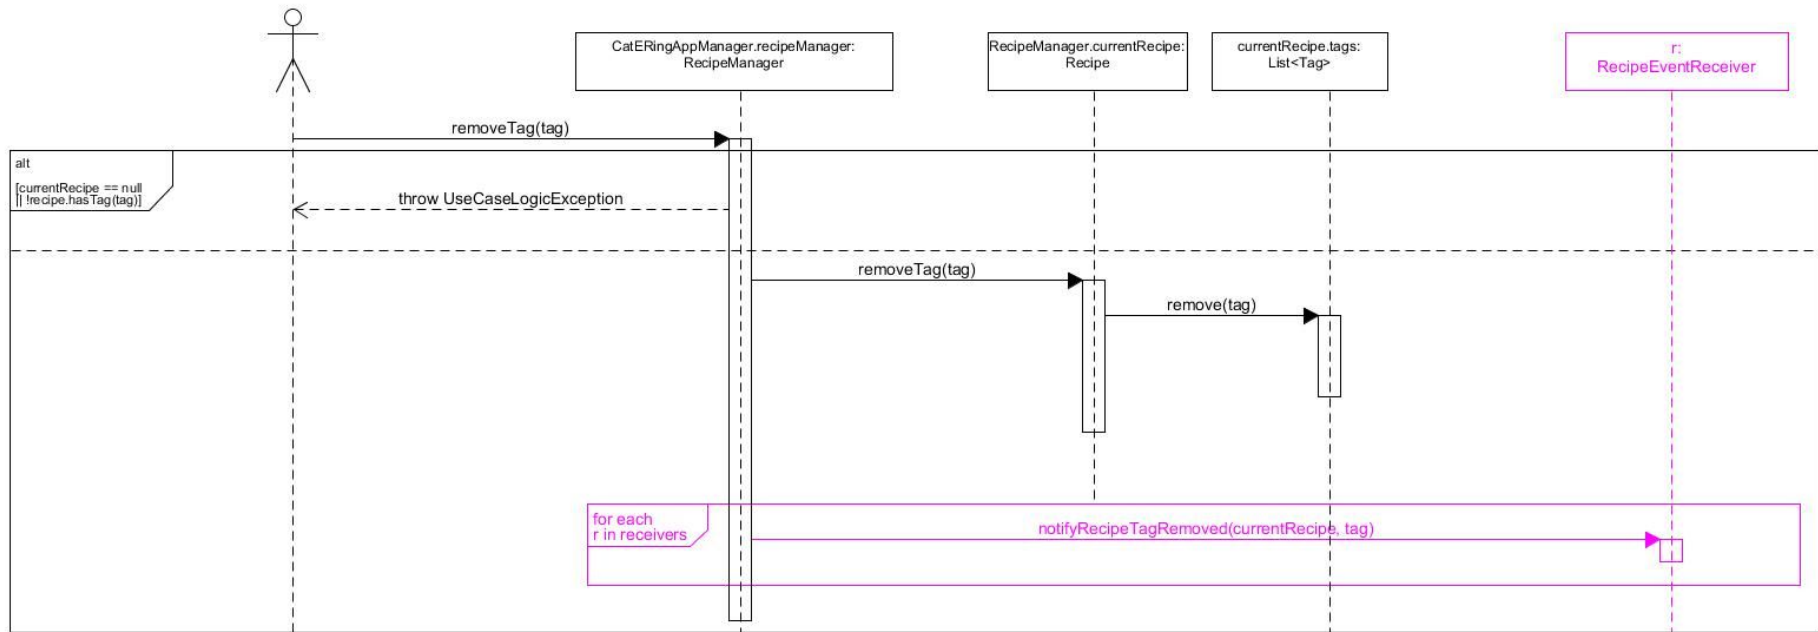 CatERingAppManager.recipeManager:
RecipeManager
RecipeManager.currentRecipe:
Recipe
currentRecipe.tags:
List<Tag>
r:
RecipeEventReceiver
removeTag(tag)
alt
[currentRecipe == null
|| !recipe.hasTag(tag)]
throw UseCaseLogicException
removeTag(tag)
remove(tag)
for each
r in receivers
notifyRecipeTagRemoved(currentRecipe, tag)